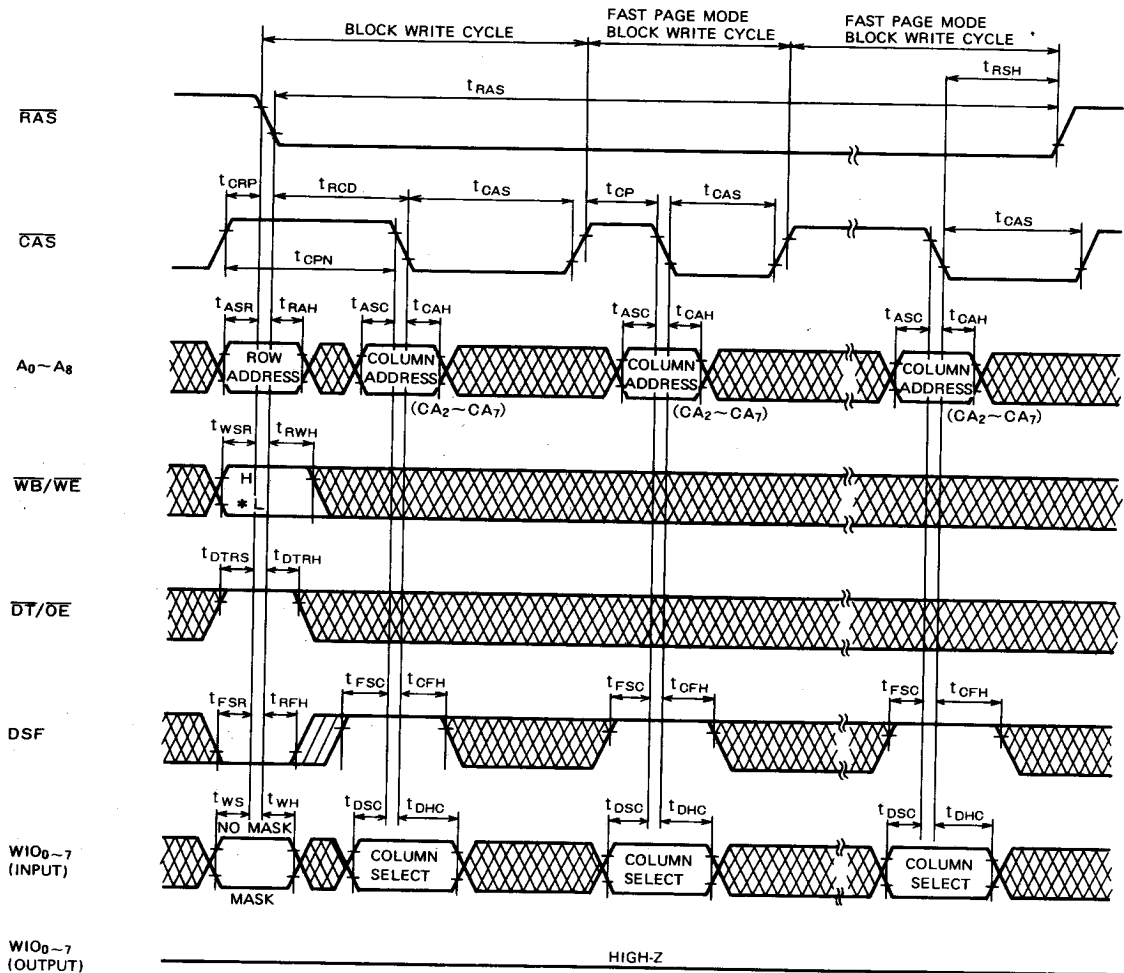 BLOCK WRITE CYCLE
FAST PAGE MODE
BLOCK WRITE CYCLE
FAST PAGE MODE
BLOCK WRITE CYCLE
tRSH
tRAS
RAS
tCRP tRCD tCAS tCP tCAS tCAS
CAS
tCPN
tASR tRAH tASC tCAH tASC tCAH tASC tCAH
A0~A8
ROW ADDRESS
COLUMN ADDRESS
COLUMN ADDRESS
COLUMN ADDRESS
(CA2~CA7) (CA2~CA7) (CA2~CA7)
tWSR tRWH
WB/WE
H
* L
tDTRS tDTRH
DT/OE
tFSC tCFH tFSC tCFH tFSC tCFH
tFSR tRFH
DSF
tWS tWH tDSC tDHC tDSC tDHC tDSC tDHC
NO MASK
WIO0~7
(INPUT)
COLUMN SELECT
COLUMN SELECT
COLUMN SELECT
MASK
WIO0~7
(OUTPUT)
HIGH-Z